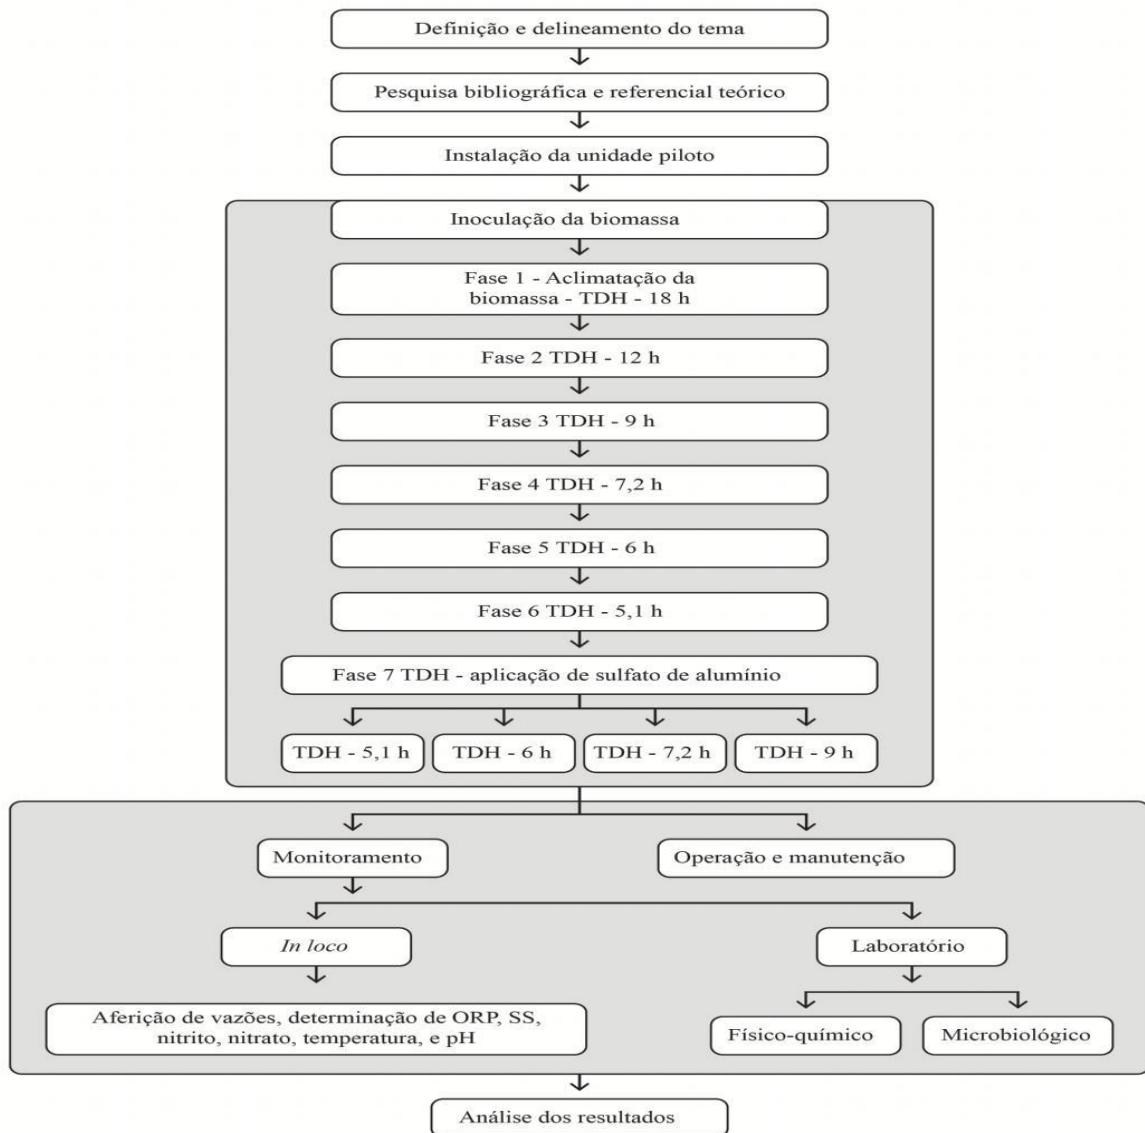 Definição e delineamento do tema
Pesquisa bibliográfica e referencial teórico
Instalação da unidade piloto
Inoculação da biomassa
Fase 1 - Aclimatação da
biomassa - TDH - 18 h
Fase 2 TDH - 12 h
Fase 3 TDH - 9 h
Fase 4 TDH - 7,2 h
Fase 5 TDH - 6 h
Fase 6 TDH - 5,1 h
Fase 7 TDH - aplicação de sulfato de alumínio
TDH - 5,1 h
TDH - 6 h
TDH - 7,2 h
TDH - 9 h
Monitoramento
Operação e manutenção
In loco
Laboratório
Aferição de vazões, determinação de ORP, SS,
nitrito, nitrato, temperatura, e pH
Físico-químico
Microbiológico
Análise dos resultados